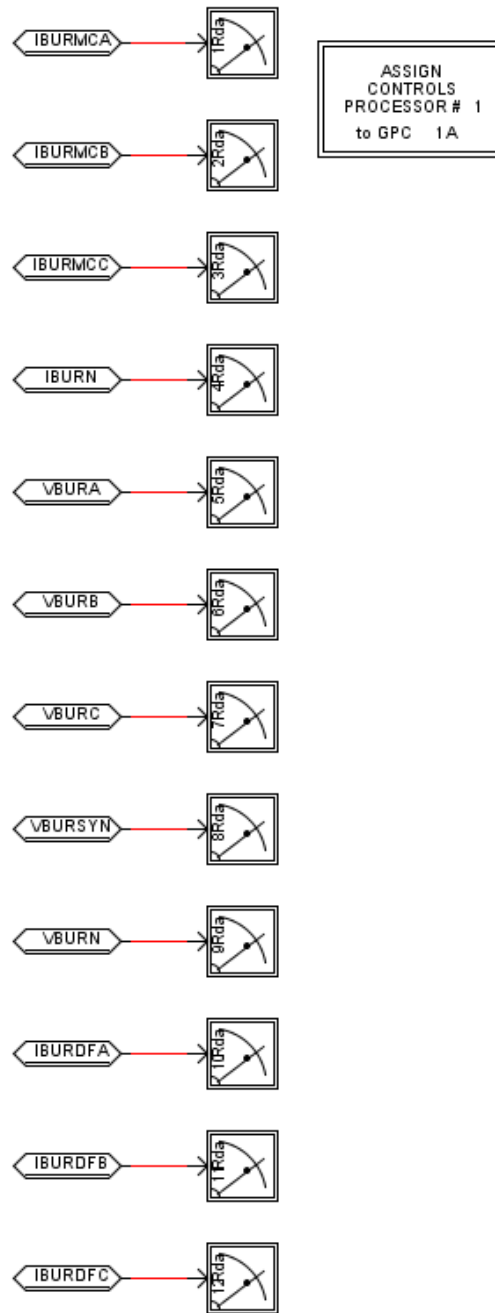 IBURMCA 1Rda
ASSIGN
CONTROLS
PROCESSOR # 1
to GPC 1A
IBURMCB 2Rda
IBURMCC 3Rda
IBURN 4Rda
VBURA 5Rda
VBURB 6Rda
VBURC 7Rda
VBURSYN 8Rda
VBURN 9Rda
IBURDFA 10Rda
IBURDFB 11Rda
IBURDFC 12Rda